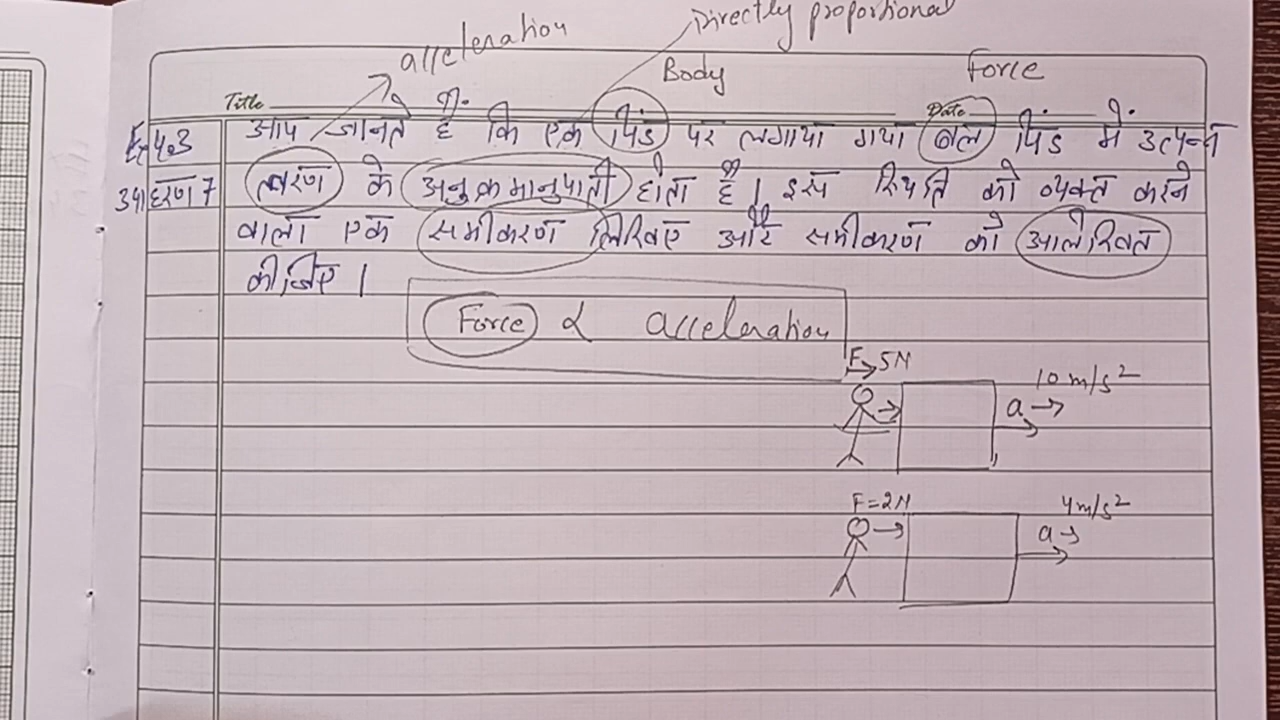 acceleration
Directly proportional
Body
Force
Title
Date
Ex 4.3
आप जानते हैं कि एक पिंड पर लगाया गया बल पिंड में उत्पन्न
उदाहरण 7
त्वरण के अनुक्रमानुपाती होता है। इस स्थिति को व्यक्त करने
वाला एक समीकरण लिखिए और समीकरण को आलेखित
कीजिए।
Force α acceleration
F→ 5N
10 m/s²
a→
F=2N
4m/s²
a→